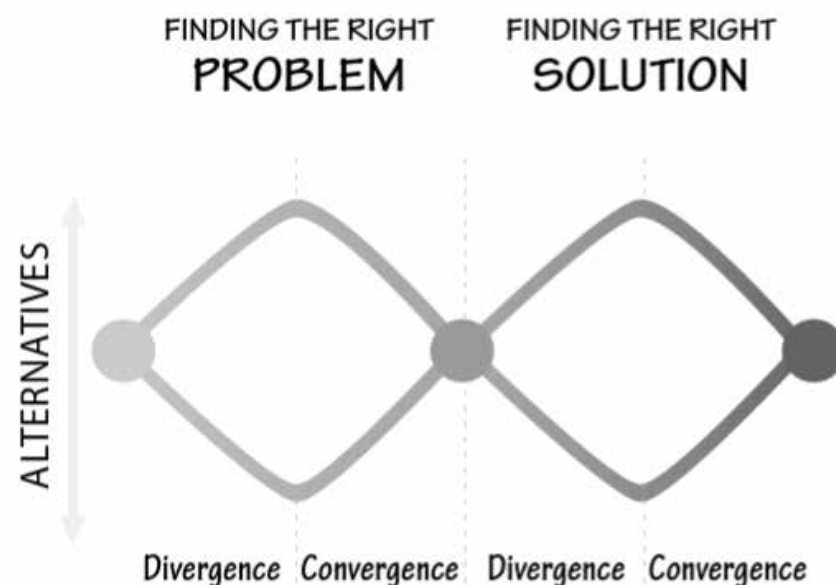 FINDING THE RIGHT
PROBLEM
FINDING THE RIGHT
SOLUTION
ALTERNATIVES
Divergence Convergence Divergence Convergence